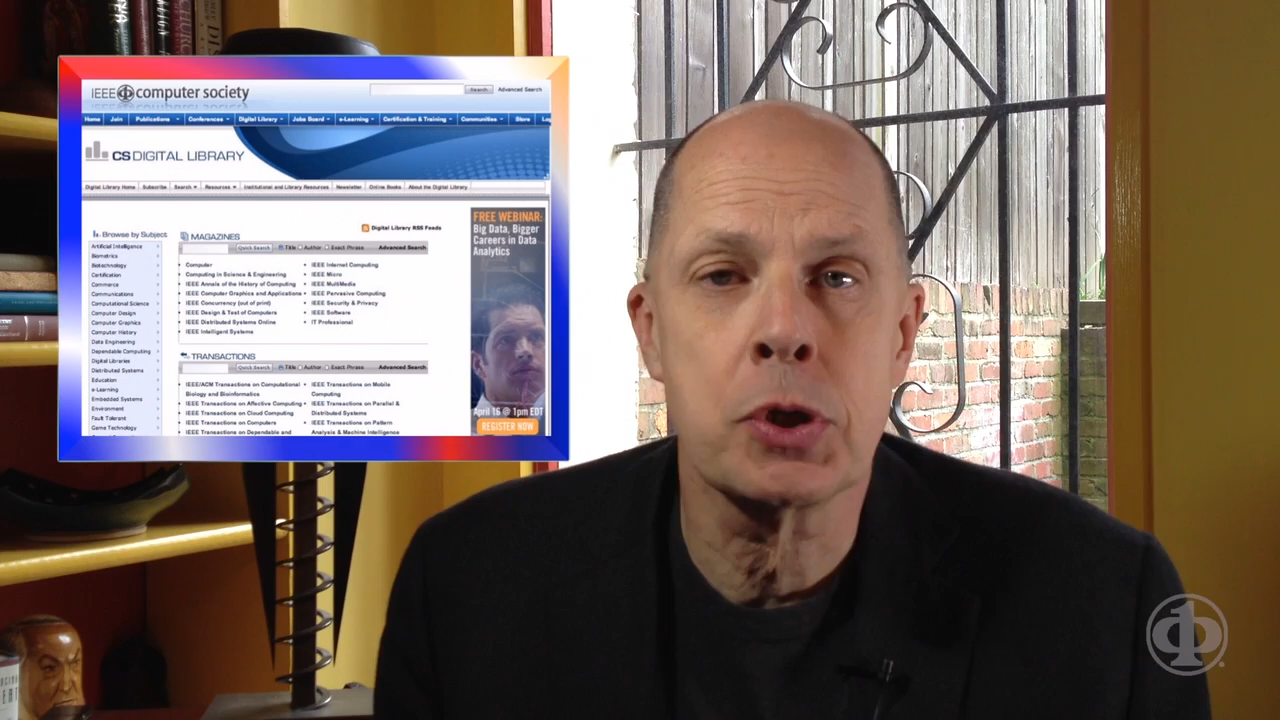 IEEE computer society
Search
Advanced Search
Home Join Publications Conferences Digital Library Jobs Board e-Learning Certification & Training Communities Store
CS DIGITAL LIBRARY
Digital Library Home Subscribe Search Resources Institutional and Library Resources Newsletter Online Books About the Digital Library
Digital Library RSS Feeds
Browse by Subject
Artificial Intelligence
Biometrics
Biotechnology
Certification
Commerce
Communications
Computational Science
Computer Design
Computer Graphics
Computer History
Data Engineering
Dependable Computing
Digital Libraries
Distributed Systems
Education
e-Learning
Embedded Systems
Environment
Fault Tolerant
Game Technology
MAGAZINES
Quick Search Title Author Exact Phrase Advanced Search
Computer
Computing in Science & Engineering
IEEE Annals of the History of Computing
IEEE Computer Graphics and Applications
IEEE Concurrency (out of print)
IEEE Design & Test of Computers
IEEE Distributed Systems Online
IEEE Intelligent Systems
IEEE Internet Computing
IEEE Micro
IEEE MultiMedia
IEEE Pervasive Computing
IEEE Security & Privacy
IEEE Software
IT Professional
TRANSACTIONS
Quick Search Title Author Exact Phrase Advanced Search
IEEE/ACM Transactions on Computational
Biology and Bioinformatics
IEEE Transactions on Affective Computing
IEEE Transactions on Cloud Computing
IEEE Transactions on Computers
IEEE Transactions on Dependable and
IEEE Transactions on Mobile
Computing
IEEE Transactions on Parallel &
Distributed Systems
IEEE Transactions on Pattern
Analysis & Machine Intelligence
FREE WEBINAR:
Big Data, Bigger
Careers in Data
Analytics
April 16 @ 1pm EDT
REGISTER NOW